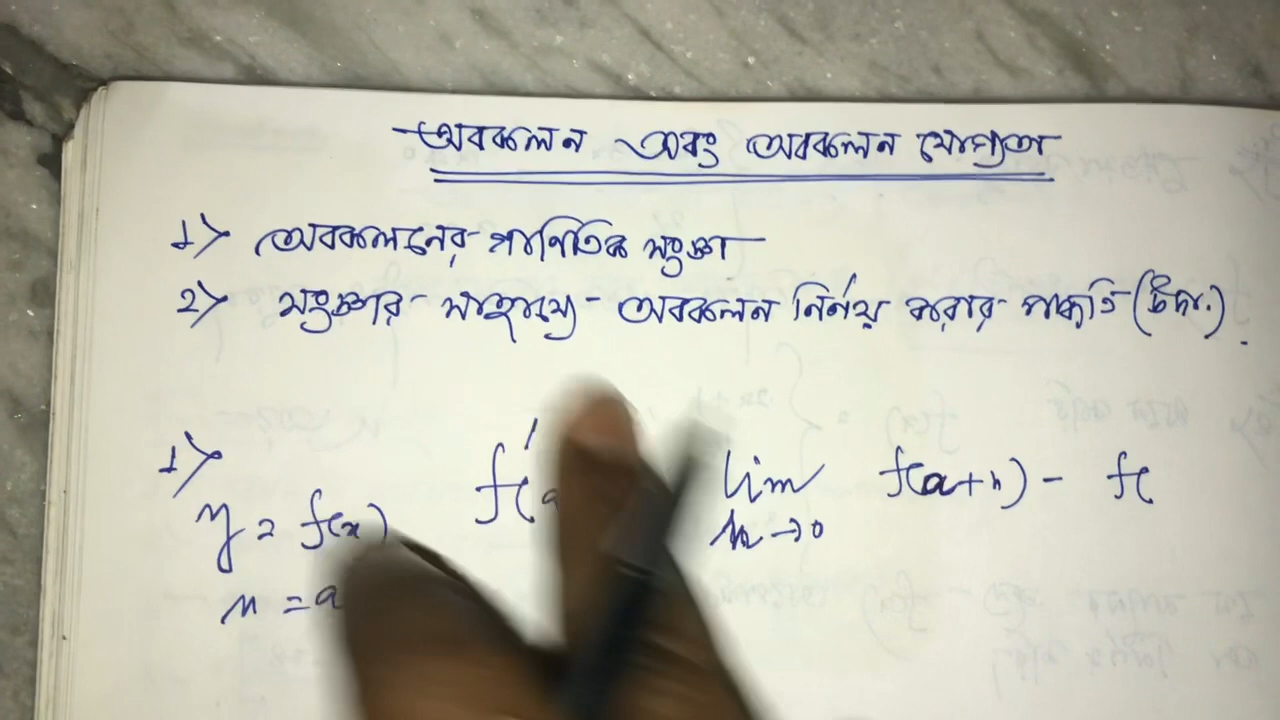 অবকলন এবং অবকলন যোগ্যতা
1> অবকলনের গাণিতিক সংজ্ঞা
2> সংজ্ঞার সাহায্যে অবকলন নির্ণয় করার পদ্ধতি (উদা.).
1>
f'(a lim f(a+h) - f(
y = f(x)
h→0
x = a